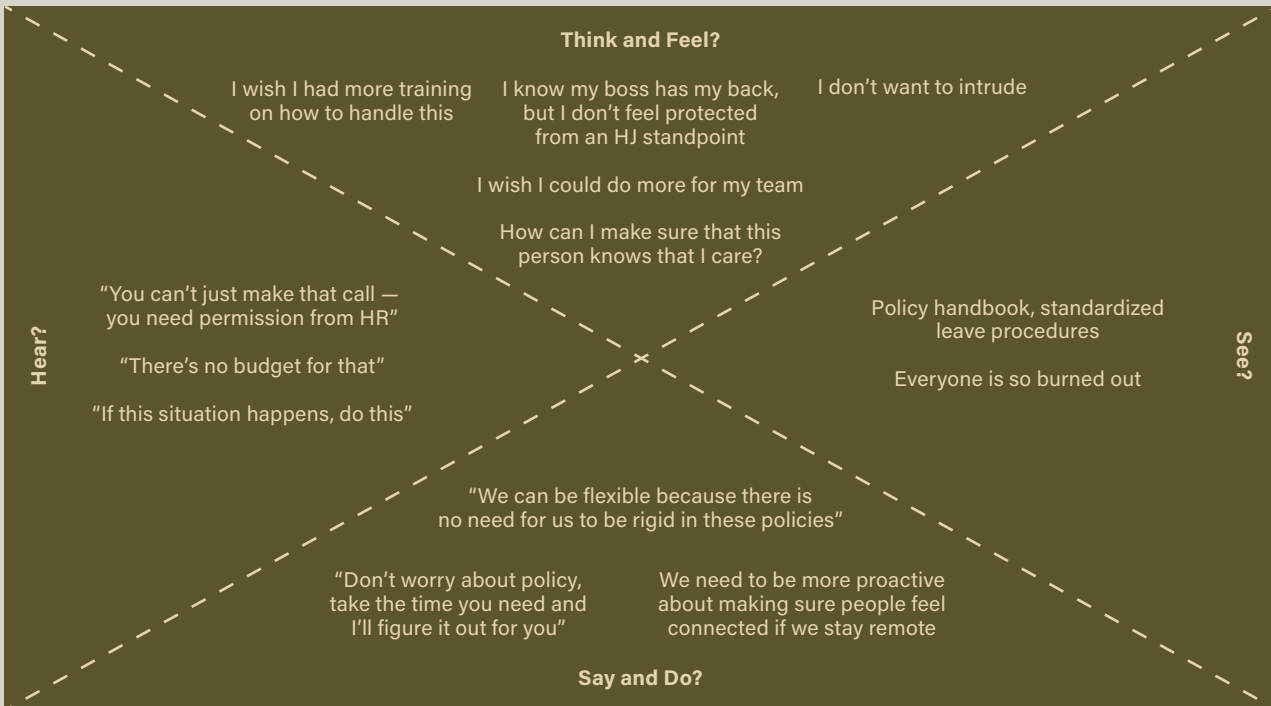 Think and Feel?
I wish I had more training
on how to handle this
I know my boss has my back,
but I don’t feel protected
from an HJ standpoint
I don’t want to intrude
I wish I could do more for my team
How can I make sure that this
person knows that I care?
Hear?
“You can’t just make that call —
you need permission from HR”
“There’s no budget for that”
“If this situation happens, do this”
See?
Policy handbook, standardized
leave procedures
Everyone is so burned out
“We can be flexible because there is
no need for us to be rigid in these policies”
“Don’t worry about policy,
take the time you need and
I’ll figure it out for you”
We need to be more proactive
about making sure people feel
connected if we stay remote
Say and Do?